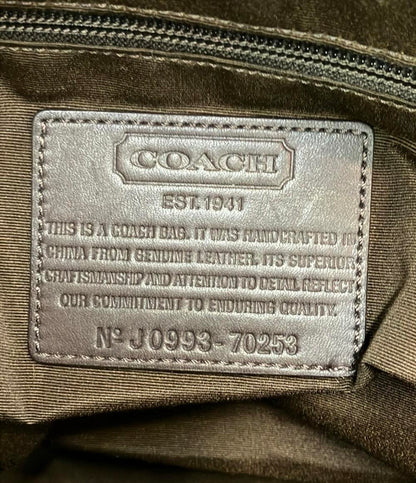 COACH
EST. 1941
THIS IS A COACH BAG. IT WAS HANDCRAFTED IN
CHINA FROM GENUINE LEATHER. ITS SUPERIOR
CRAFTSMANSHIP AND ATTENTION TO DETAIL REFLECT
OUR COMMITMENT TO ENDURING QUALITY.
Nº J0993-70253